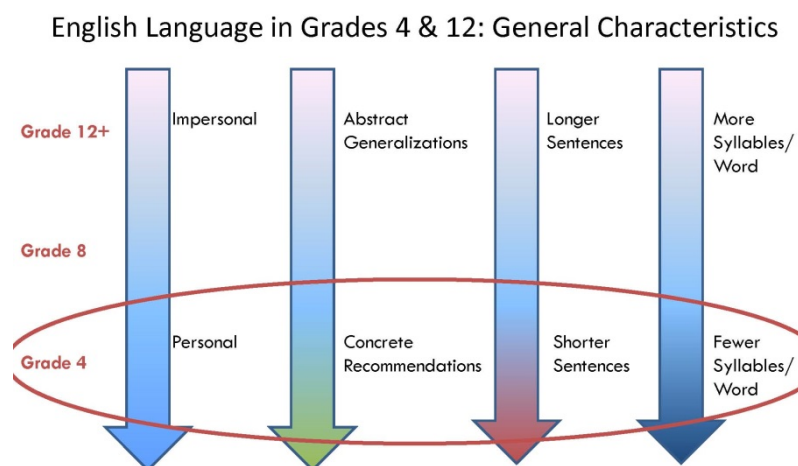 English Language in Grades 4 & 12: General Characteristics
Grade 12+
Impersonal
Abstract
Generalizations
Longer
Sentences
More
Syllables/
Word
Grade 8
Grade 4
Personal
Concrete
Recommendations
Shorter
Sentences
Fewer
Syllables/
Word